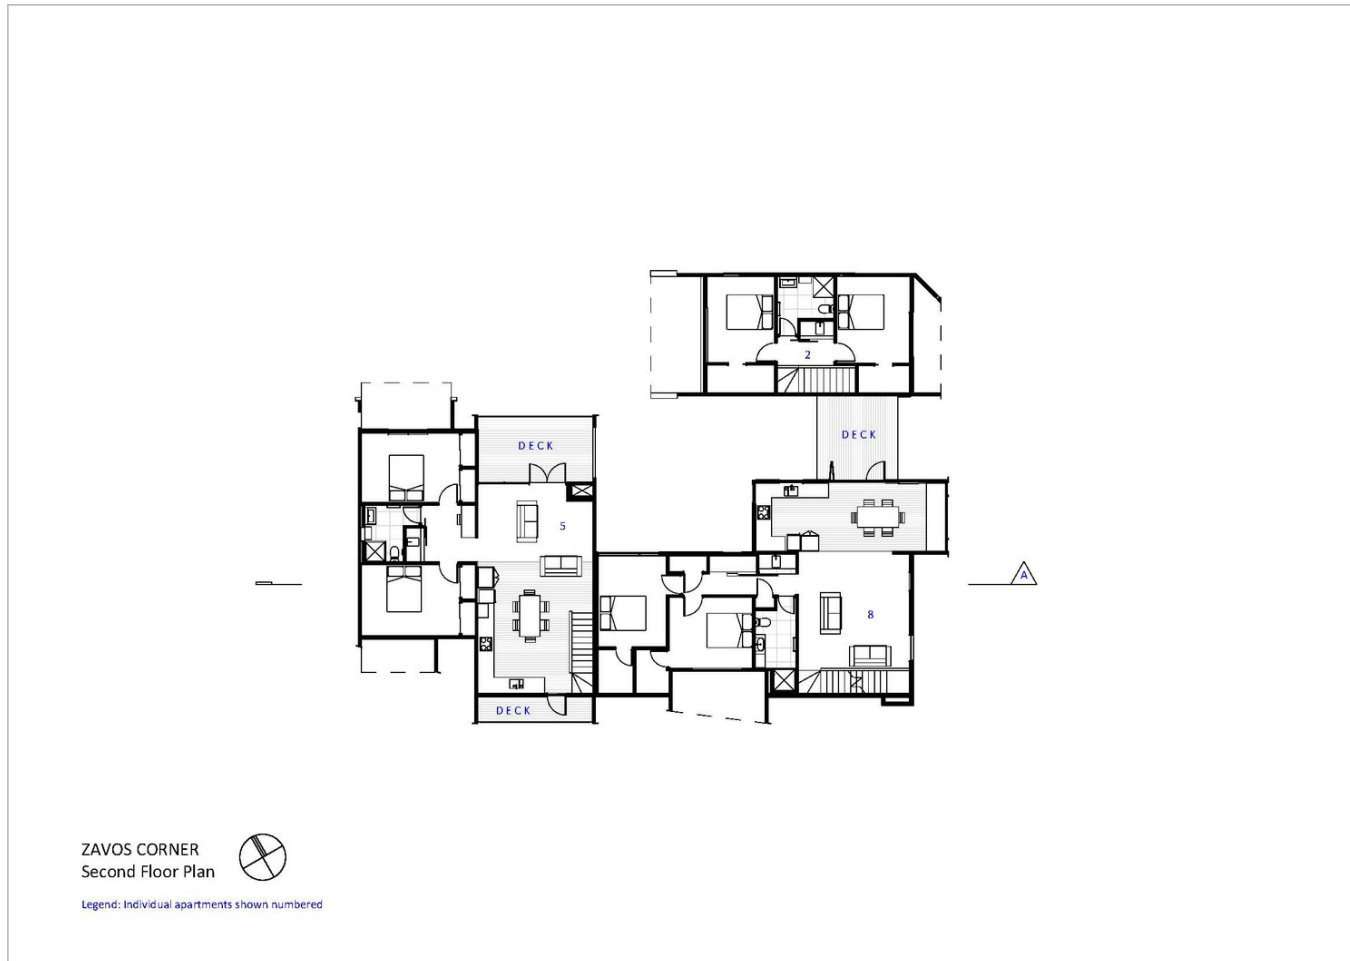 2
DECK
DECK
5
A
8
DECK
ZAVOS CORNER
Second Floor Plan
Legend: Individual apartments shown numbered